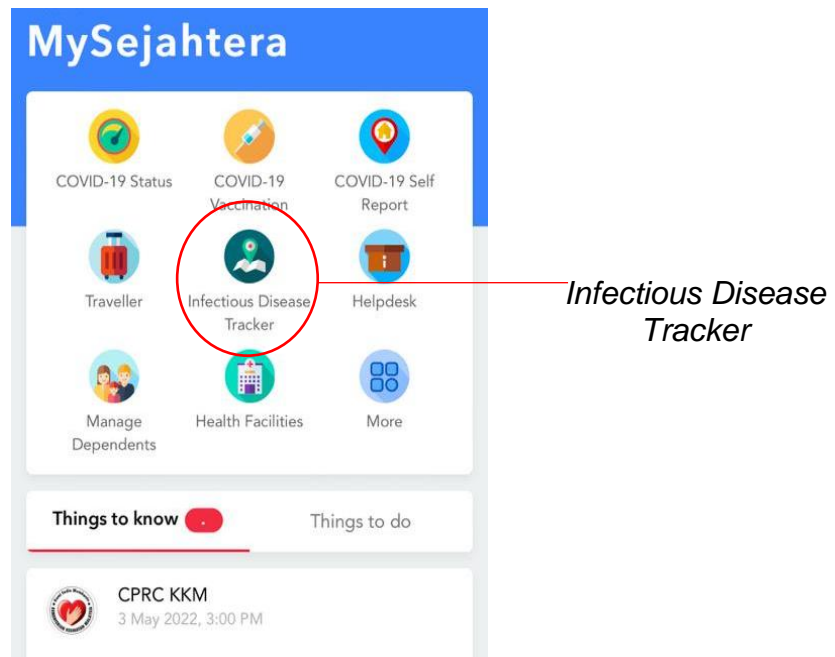 MySejahtera
COVID-19 Status
COVID-19
Vaccination
COVID-19 Self
Report
Traveller
Infectious Disease
Tracker
Helpdesk
Infectious Disease
Tracker
Manage
Dependents
Health Facilities
More
Things to know .
Things to do
CPRC KKM
3 May 2022, 3:00 PM